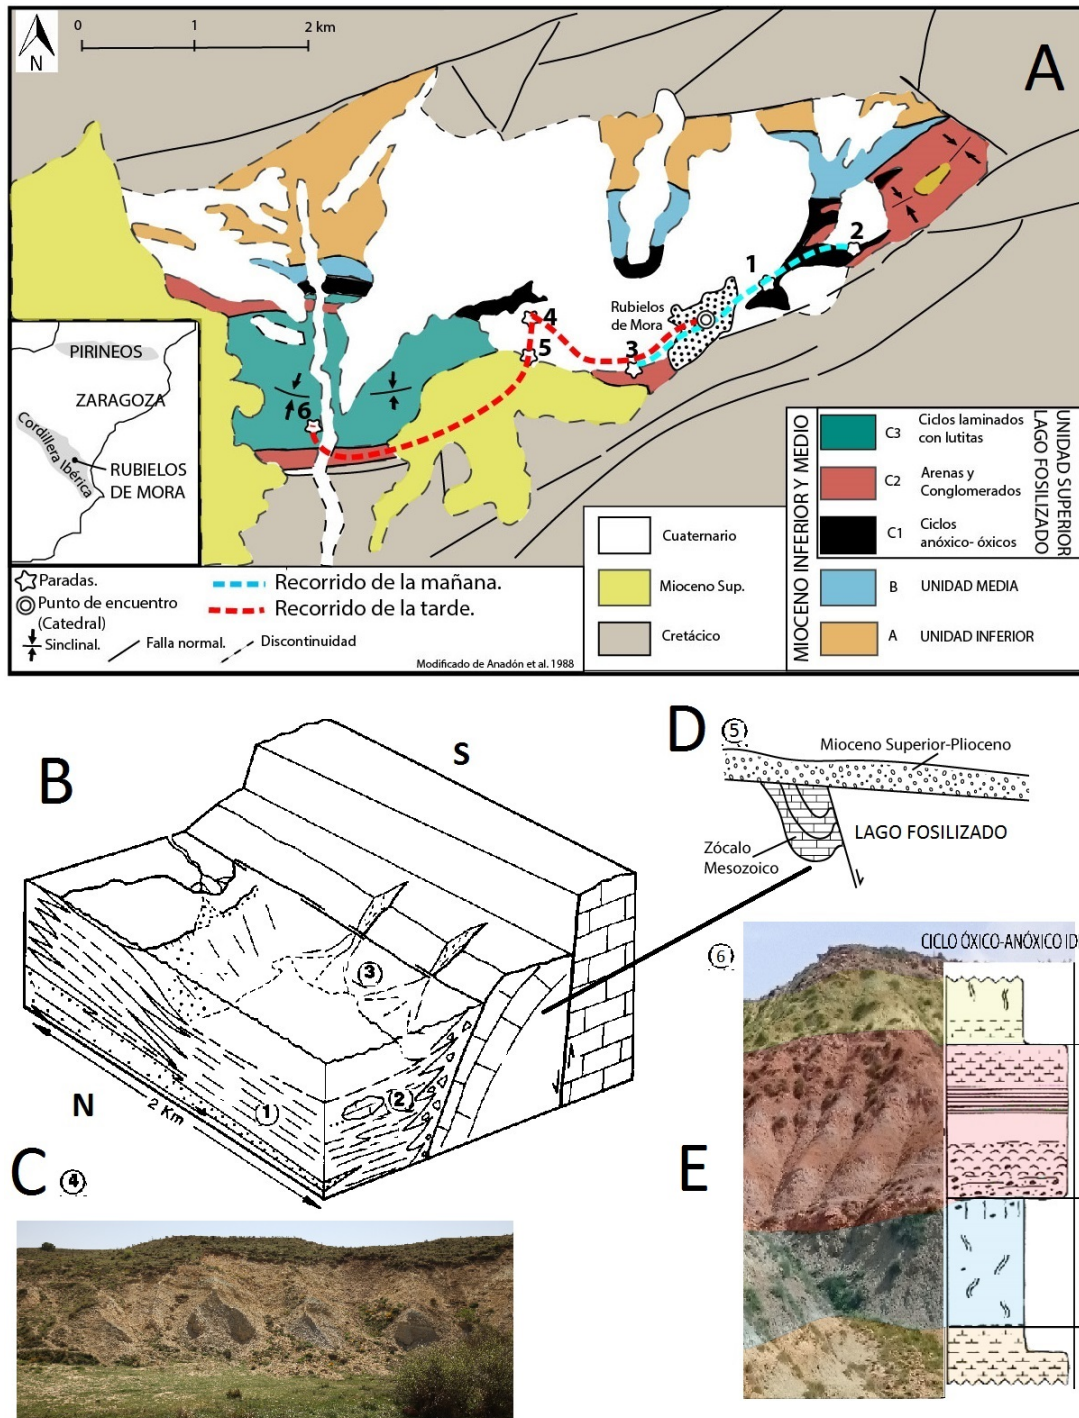 0 1 2 km
A
N
2
1
Rubielos
de Mora
4
5
3
6
PIRINEOS
ZARAGOZA
Cordillera Ibérica
RUBIELOS
DE MORA
Paradas.
Punto de encuentro
(Catedral)
Sinclinal.
Falla normal.
Discontinuidad
Recorrido de la mañana.
Recorrido de la tarde.
Modificado de Anadón et al. 1988
Cuaternario
Mioceno Sup.
Cretácico
MIOCENO INFERIOR Y MEDIO
C3 Ciclos laminados
con lutitas
C2 Arenas y
Conglomerados
C1 Ciclos
anóxico- óxicos
UNIDAD SUPERIOR
LAGO FOSILIZADO
B UNIDAD MEDIA
A UNIDAD INFERIOR
B
S
N
2 Km
1
2
3
D
5
Mioceno Superior-Plioceno
LAGO FOSILIZADO
Zócalo
Mesozoico
C
4
E
6
CICLO ÓXICO-ANÓXICO ID